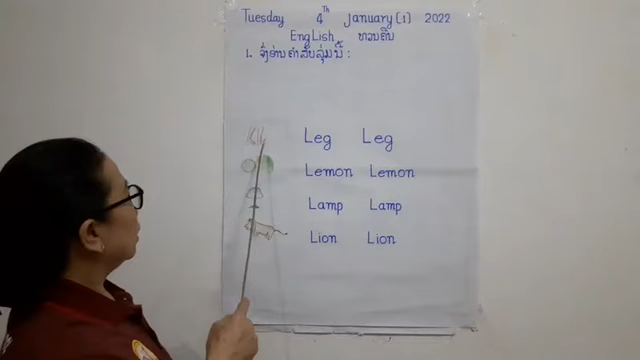 Tuesday 4Th January (1) 2022
English ທວນຄືນ
1. ຈົ່ງອ່ານຄໍາສັບລຸ່ມນີ້ :
Leg Leg
Lemon Lemon
Lamp Lamp
Lion Lion